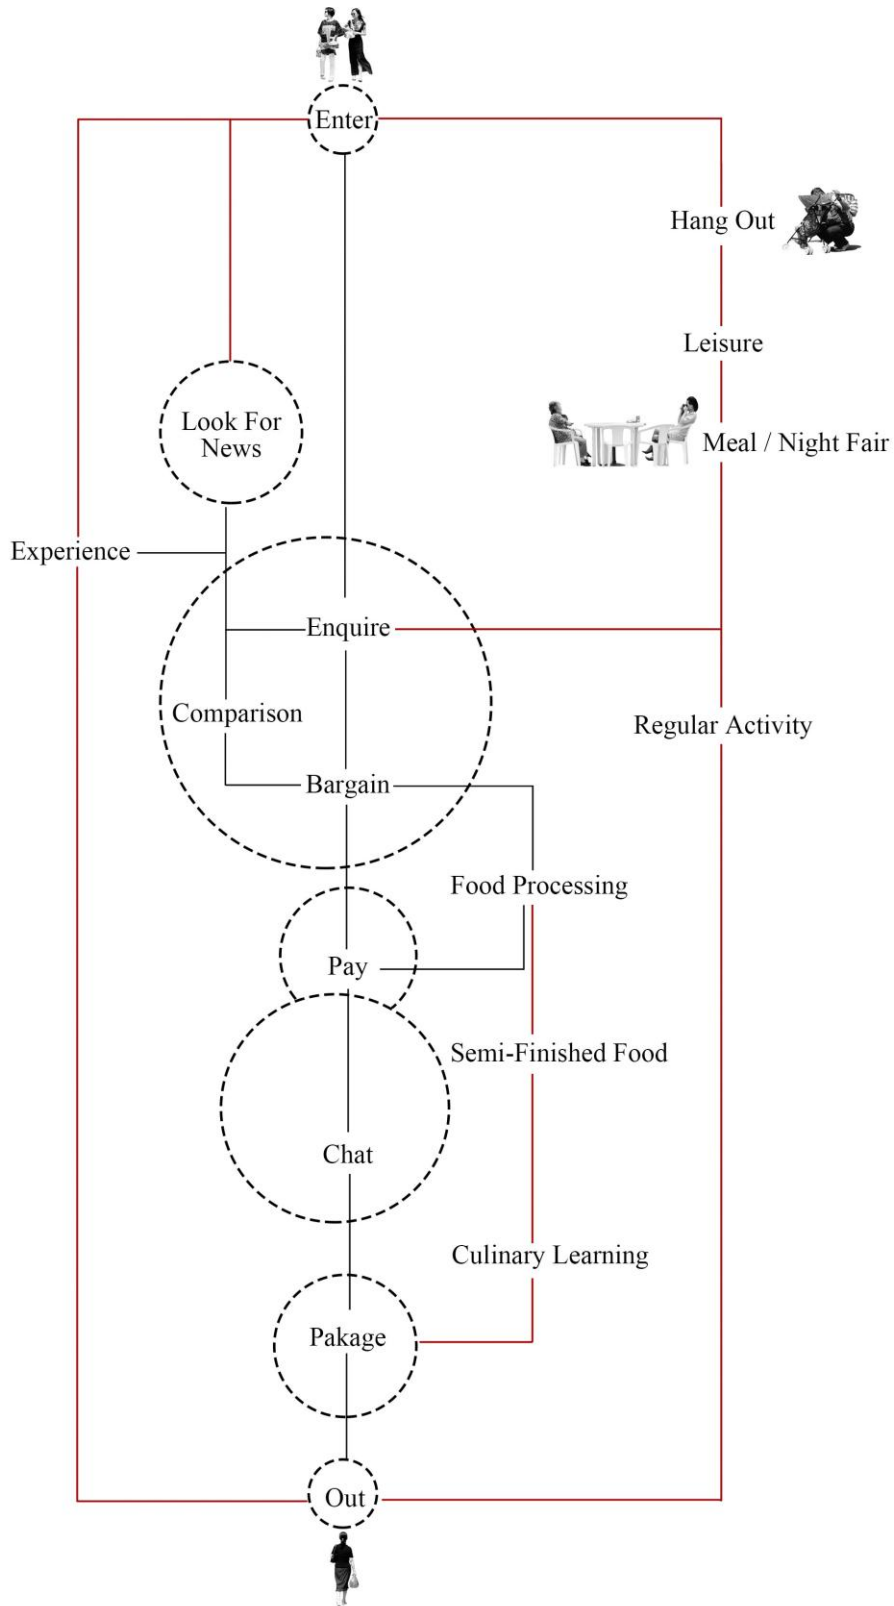 Enter
Hang Out
Leisure
Look For
News
Meal / Night Fair
Experience
Enquire
Comparison
Regular Activity
Bargain
Food Processing
Pay
Semi-Finished Food
Chat
Culinary Learning
Pakage
Out